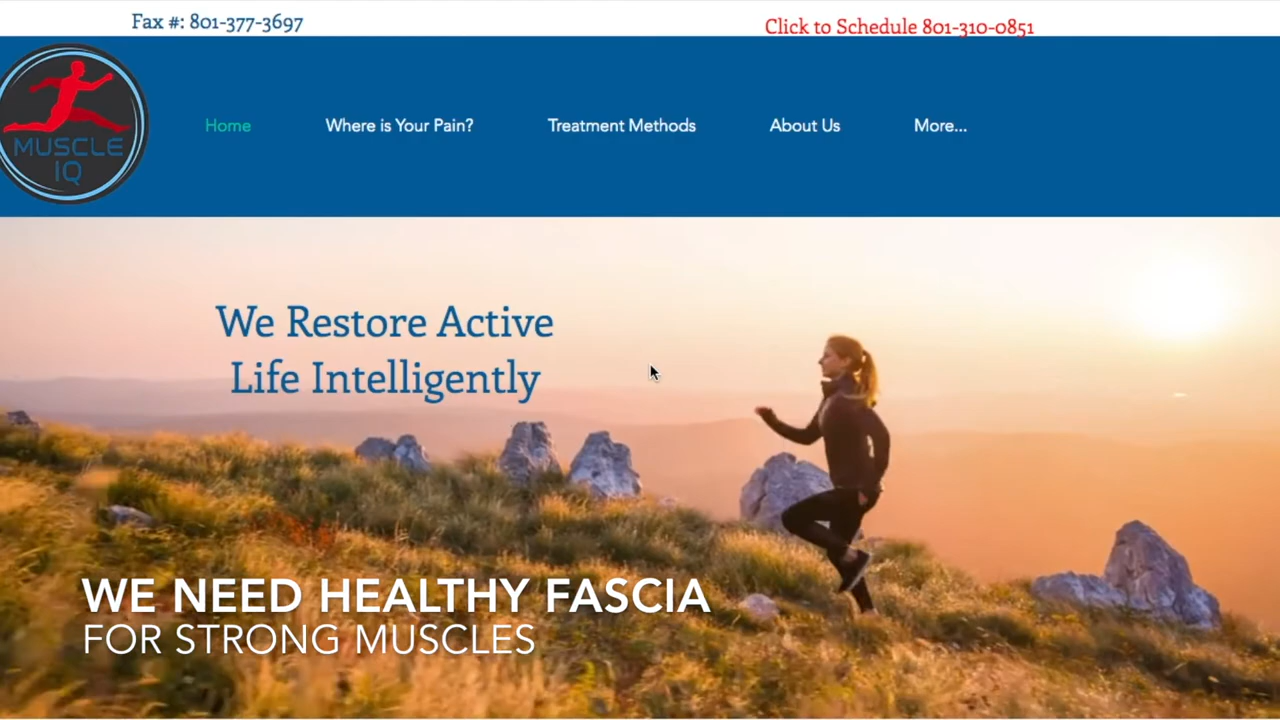 Fax #: 801-377-3697
Click to Schedule 801-310-0851
MUSCLE
IQ
Home
Where is Your Pain?
Treatment Methods
About Us
More...
We Restore Active
Life Intelligently
WE NEED HEALTHY FASCIA
FOR STRONG MUSCLES